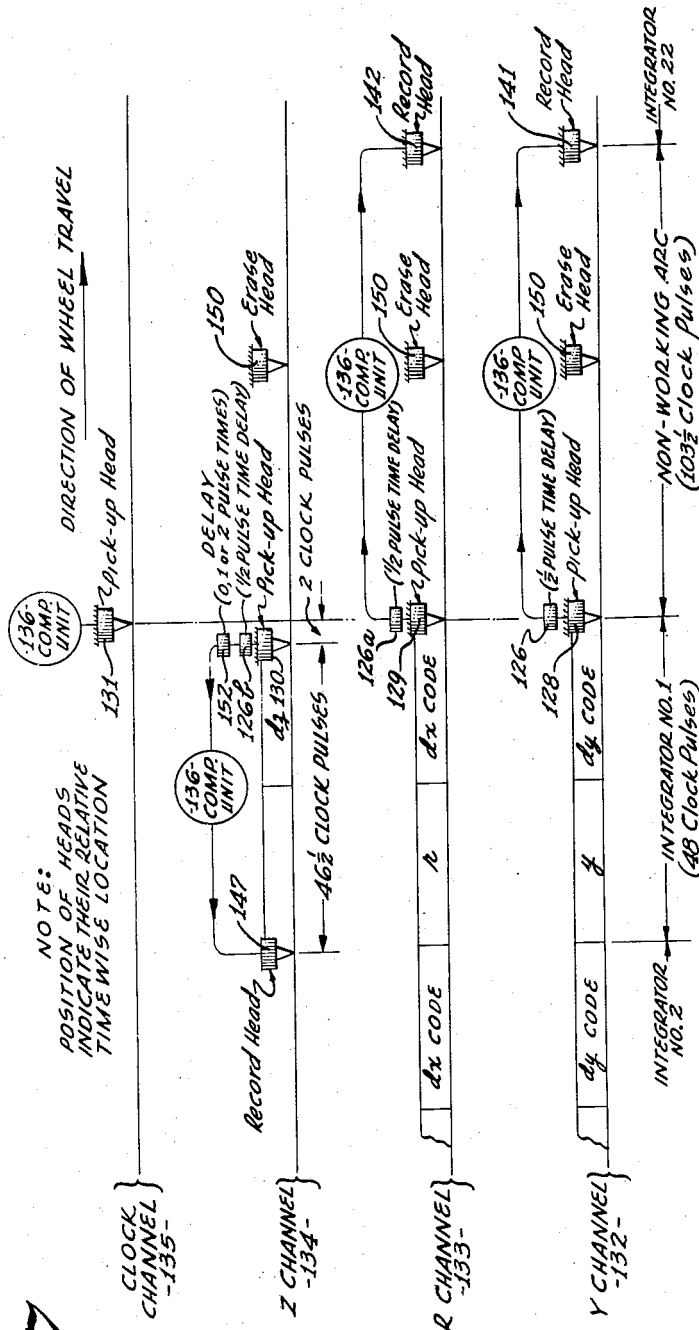 NOTE:
POSITION OF HEADS
INDICATE THEIR RELATIVE
TIME WISE LOCATION
DIRECTION OF WHEEL TRAVEL
CLOCK
CHANNEL
-135-
-136-
COMP.
UNIT
131
Pick-up Head
Z CHANNEL
-134-
Record Head
147
-136-
COMP.
UNIT
152
126b
dz 130
DELAY
(0, 1 or 2 PULSE TIMES)
(1/2 PULSE TIME DELAY)
Pick-up Head
150
Erase
Head
46 1/2 CLOCK PULSES
2 CLOCK PULSES
R CHANNEL
-133-
dx CODE
r
dx CODE
126a
129
(1/2 PULSE TIME DELAY)
Pick-up Head
-136-
COMP.
UNIT
150
Erase
Head
142
Record
Head
Y CHANNEL
-132-
dy CODE
y
dy CODE
126
128
(1/2 PULSE TIME DELAY)
Pick-up Head
-136-
COMP.
UNIT
150
Erase
Head
141
Record
Head
INTEGRATOR
NO. 2
INTEGRATOR NO. 1
(48 Clock Pulses)
NON-WORKING ARC
(103 1/2 Clock Pulses)
INTEGRATOR
NO. 22